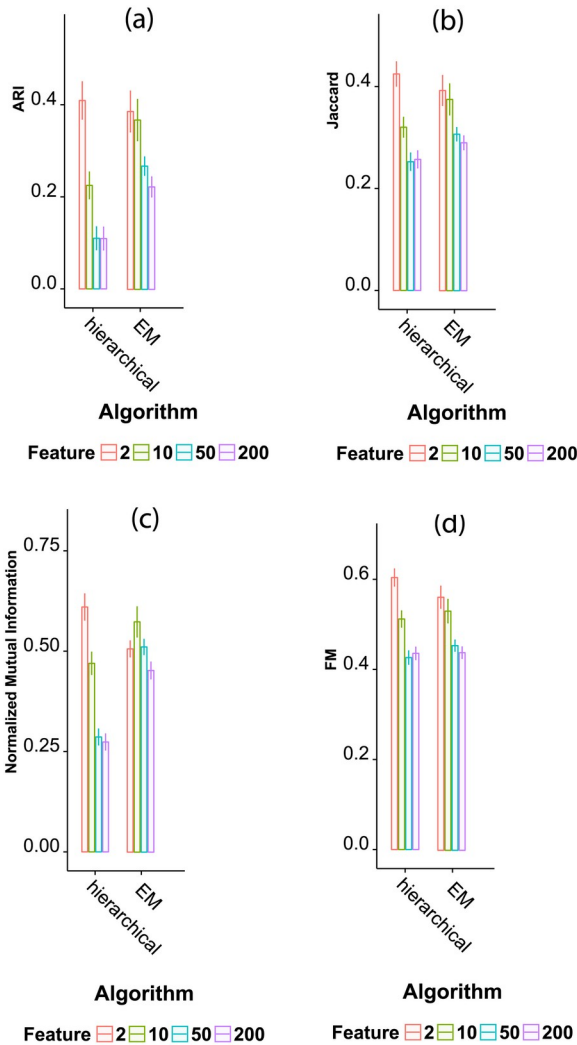 (a)
ARI
0.4
0.2
0.0
hierarchical
EM
Algorithm
Feature 2 10 50 200
(b)
Jaccard
0.4
0.2
0.0
hierarchical
EM
Algorithm
Feature 2 10 50 200
(c)
Normalized Mutual Information
0.75
0.50
0.25
0.00
hierarchical
EM
Algorithm
Feature 2 10 50 200
(d)
FM
0.6
0.4
0.2
0.0
hierarchical
EM
Algorithm
Feature 2 10 50 200